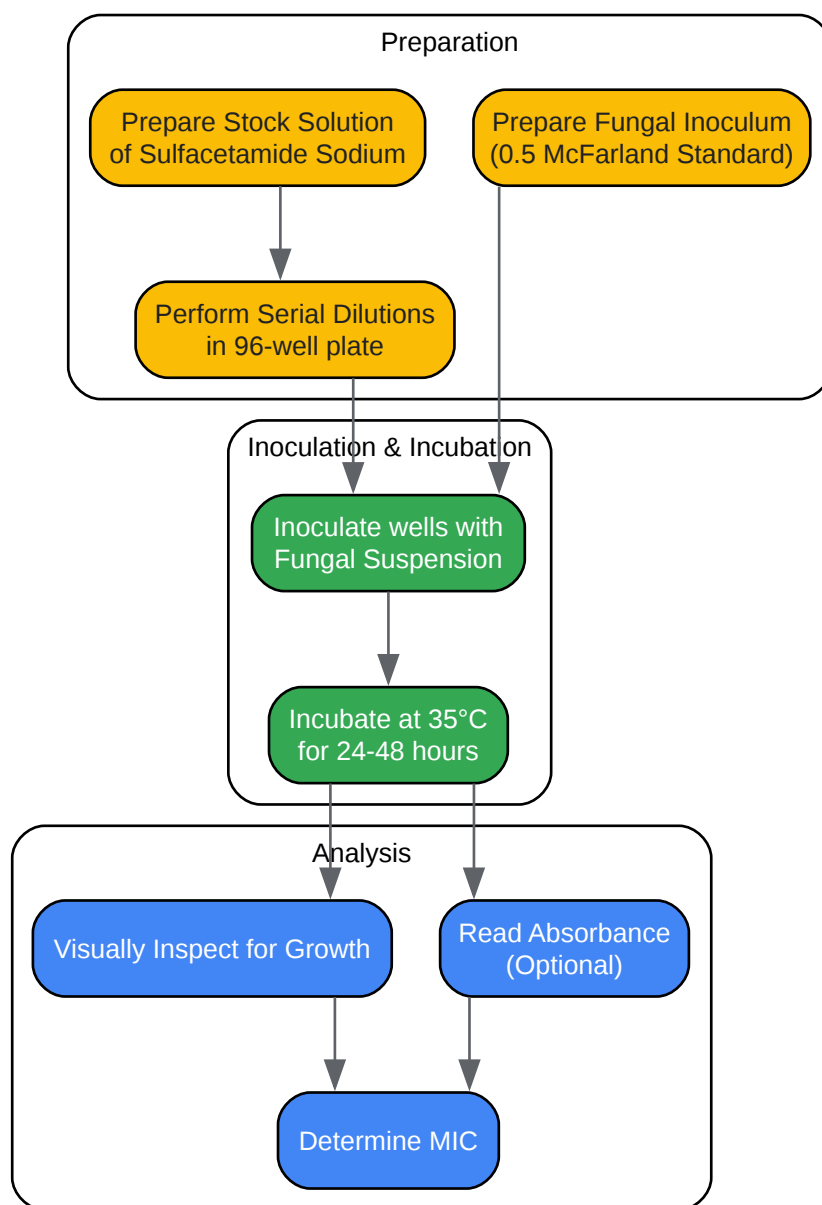 Preparation
Prepare Stock Solution
of Sulfacetamide Sodium
Prepare Fungal Inoculum
(0.5 McFarland Standard)
Perform Serial Dilutions
in 96-well plate
Inoculation & Incubation
Inoculate wells with
Fungal Suspension
Incubate at 35°C
for 24-48 hours
Analysis
Visually Inspect for Growth
Read Absorbance
(Optional)
Determine MIC